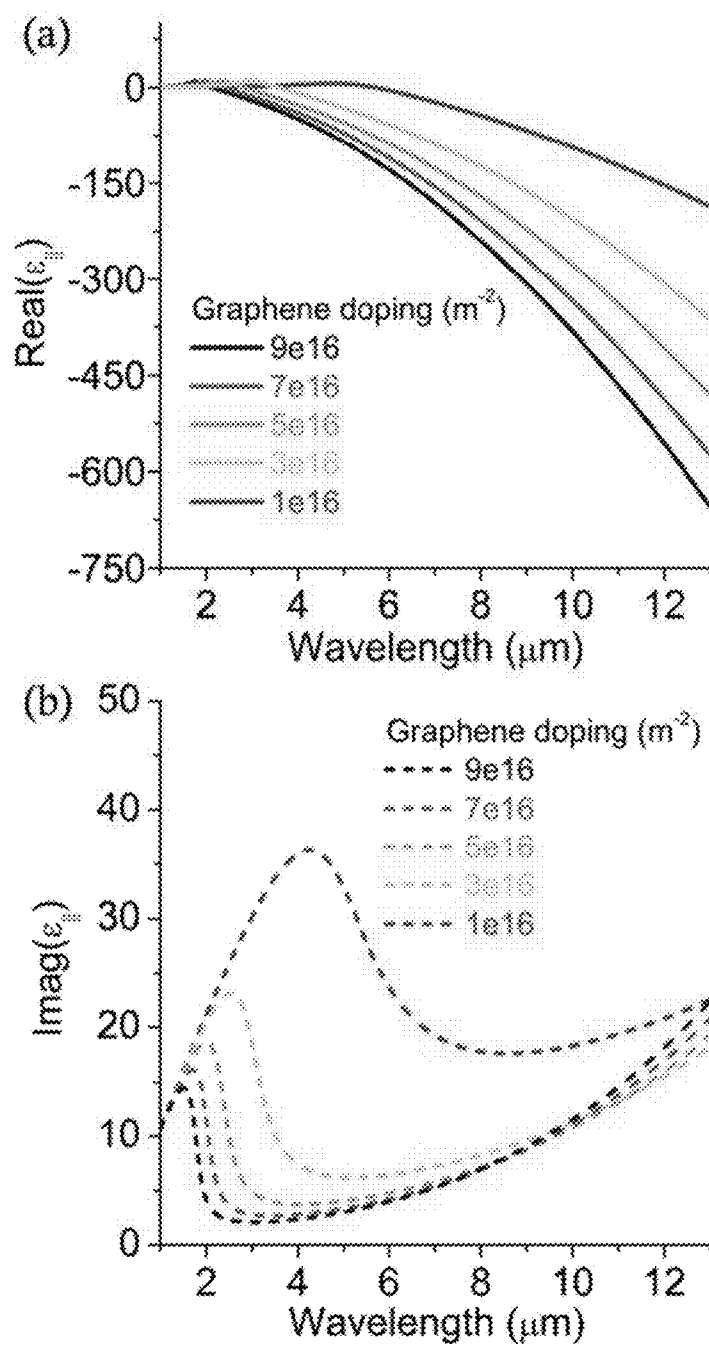 (a)
0
-150
-300
-450
-600
-750
Real(ε||)
Graphene doping (m-2)
9e16
7e16
5e16
3e16
1e16
2 4 6 8 10 12
Wavelength (μm)
(b)
50
40
30
20
10
0
Imag(ε||)
Graphene doping (m-2)
9e16
7e16
5e16
3e16
1e16
2 4 6 8 10 12
Wavelength (μm)